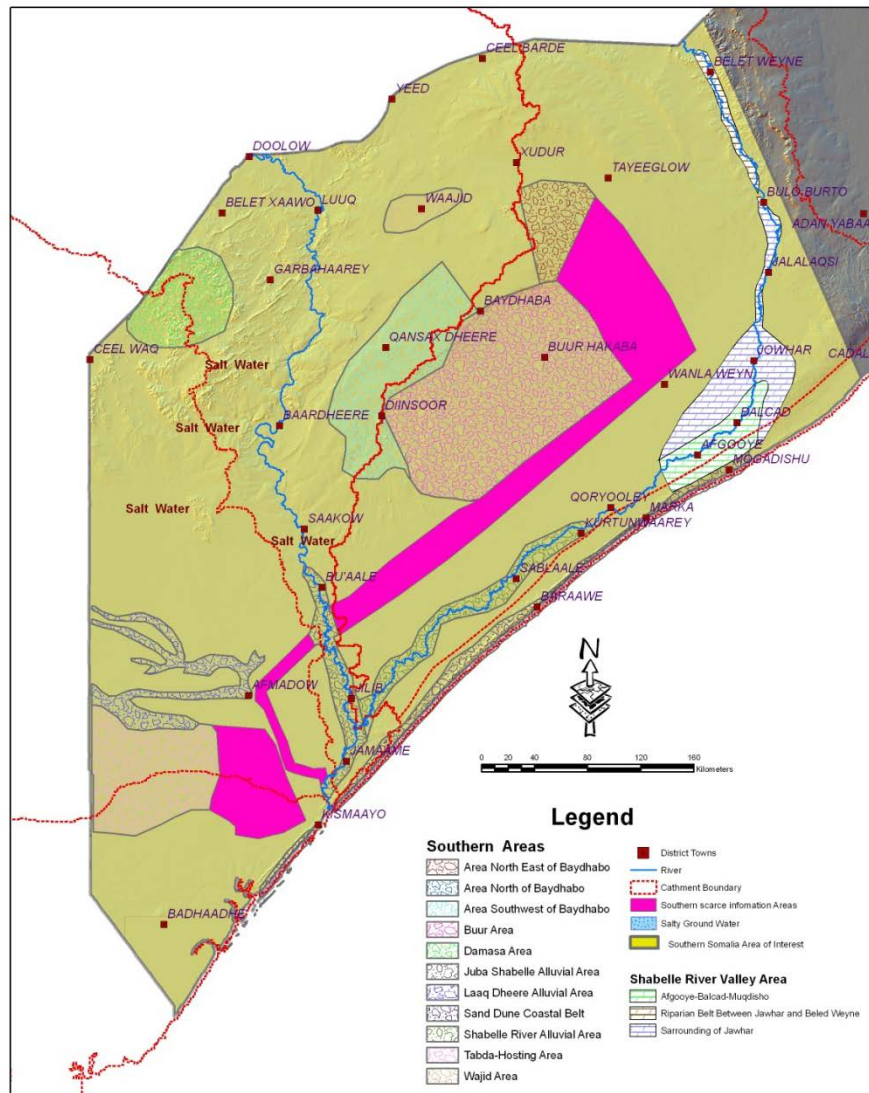 CEEL BARDE
BELET WEYNE
YEED
DOOLOW
XUDUR
TAYEEGLOW
BELET XAAWO
LUUQ
WAAJID
BULO BURTO
ADAN YABAA
GARBAHAAREY
JALALAQSI
BAYDHABA
QANSAX DHEERE
BUUR HAKABA
CEEL WAQ
JOWHAR
CADAL
Salt Water
WANLA WEYN
DIINSOOR
Salt Water
BAARDHEERE
BALCAD
AFGOOYE
MOGADISHU
Salt Water
QORYOOLEY
MARKA
SAAKOW
KURTUNWAAREY
Salt Water
BU'AALE
SABLAALE
BARAAWE
N
AFMADOW
JILIB
JAMAAME
0 20 40 80 120 160
Kilometers
KISMAAYO
BADHAADHE
Legend
Southern Areas
Area North East of Baydhabo
Area North of Baydhabo
Area Southwest of Baydhabo
Buur Area
Damasa Area
Juba Shabelle Alluvial Area
Laaq Dheere Alluvial Area
Sand Dune Coastal Belt
Shabelle River Alluvial Area
Tabda-Hosting Area
Wajid Area
District Towns
River
Cathment Boundary
Southern scarce infomation Areas
Salty Ground Water
Southern Somalia Area of Interest
Shabelle River Valley Area
Afgooye-Balcad-Muqdisho
Riparian Belt Between Jawhar and Beled Weyne
Sarrounding of Jawhar